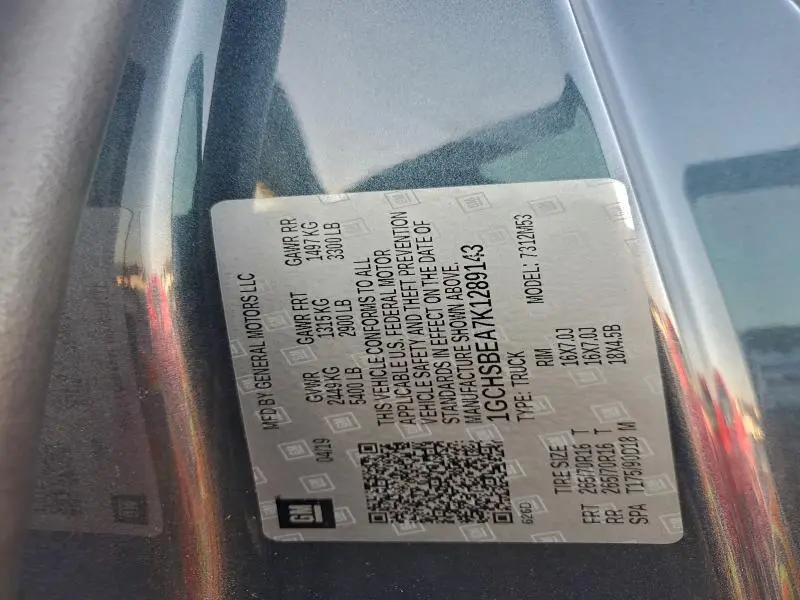 GM
MFD BY GENERAL MOTORS LLC
04/19 GVWR GAWR FRT GAWR RR
2449 KG 1315 KG 1497 KG
5400 LB 2900 LB 3300 LB
THIS VEHICLE CONFORMS TO ALL
APPLICABLE U.S. FEDERAL MOTOR
VEHICLE SAFETY AND THEFT PREVENTION
STANDARDS IN EFFECT ON THE DATE OF
MANUFACTURE SHOWN ABOVE.
1GCHSBEA7K1289143
TYPE: TRUCK MODEL: 7312M53
626D
TIRE SIZE RIM
FRT 265/70R16 T 16X7.0J
RR 265/70R16 T 16X7.0J
SPA T175/90D18 M 18X4.5B